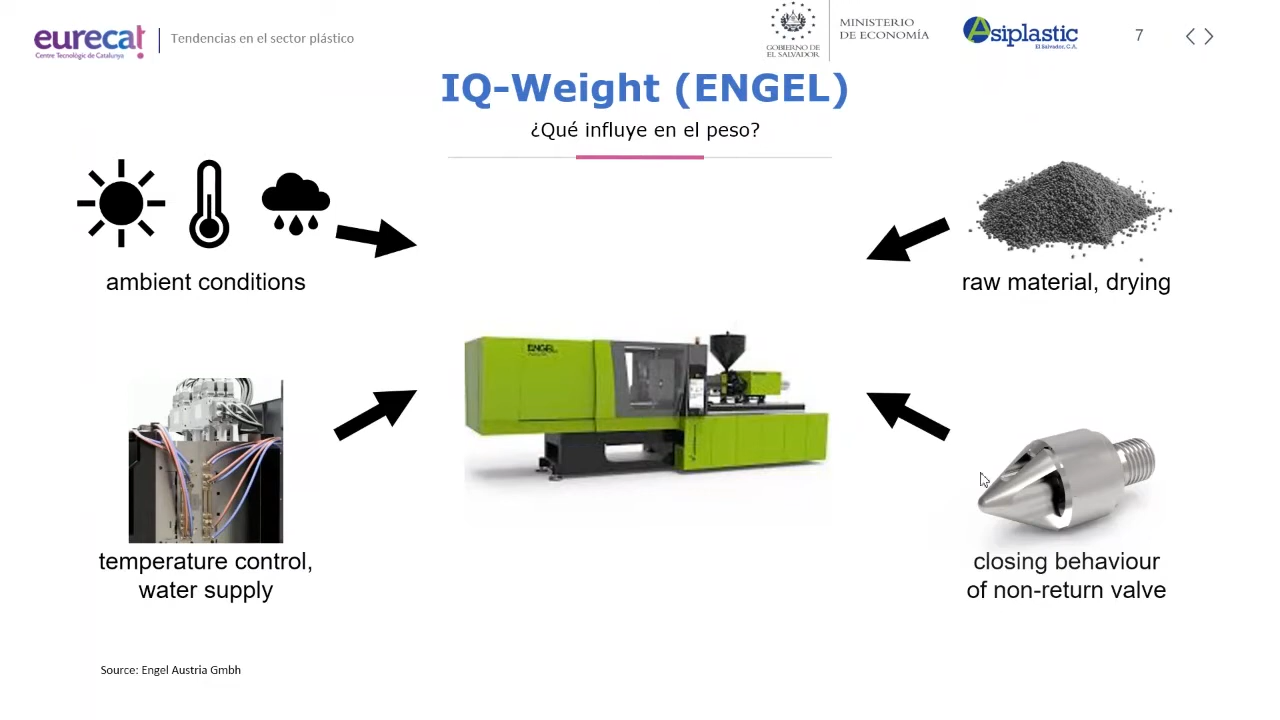 eurecat
Centre Tecnològic de Catalunya
Tendencias en el sector plástico
GOBIERNO DE
EL SALVADOR
MINISTERIO
DE ECONOMÍA
Asiplastic
El Salvador, C.A.
7
IQ-Weight (ENGEL)
¿Qué influye en el peso?
ambient conditions
raw material, drying
ENGEL
temperature control,
water supply
closing behaviour
of non-return valve
Source: Engel Austria Gmbh